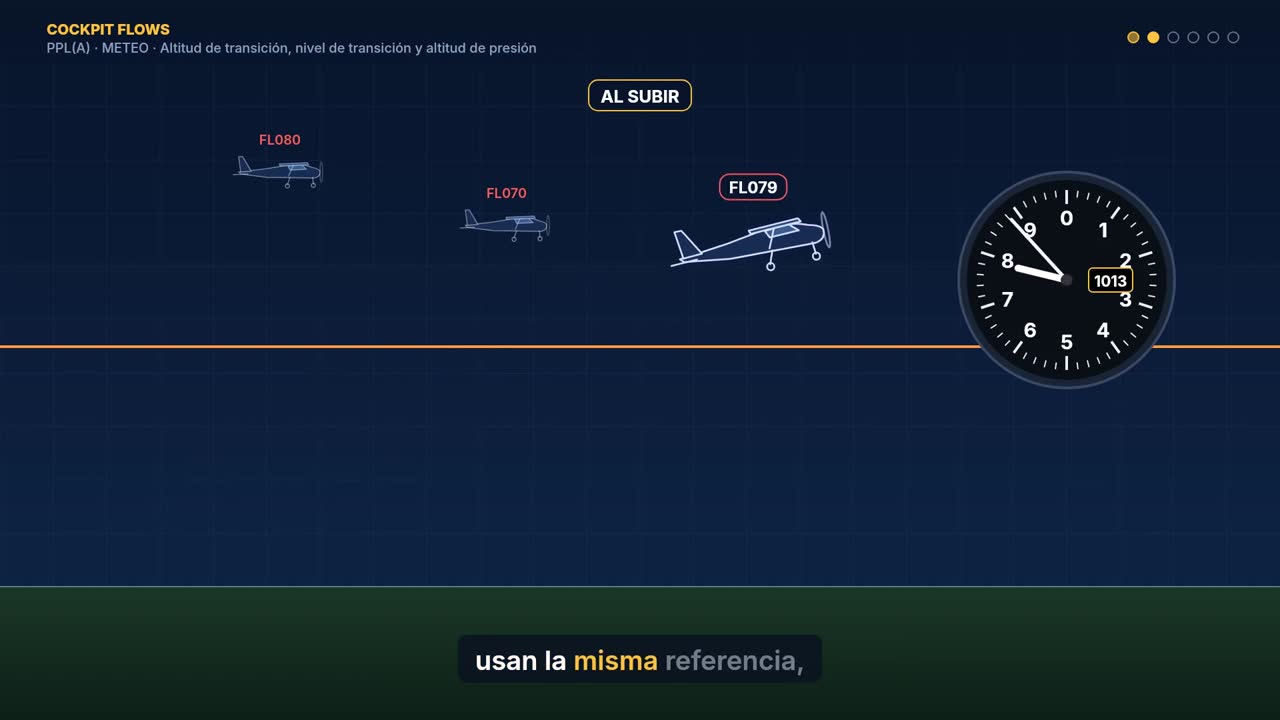 COCKPIT FLOWS
PPL(A) · METEO · Altitud de transición, nivel de transición y altitud de presión
AL SUBIR
FL080
FL070
FL079
0
1
2
3
4
5
6
7
8
9
1013
usan la misma referencia,